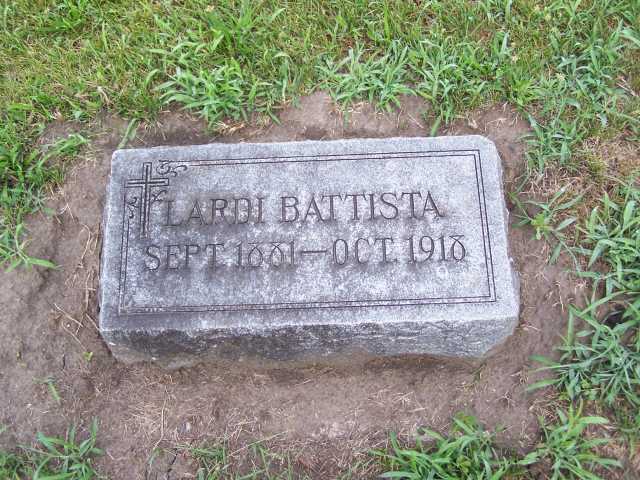 LARDI BATTISTA
SEPT. 1881—OCT. 1918